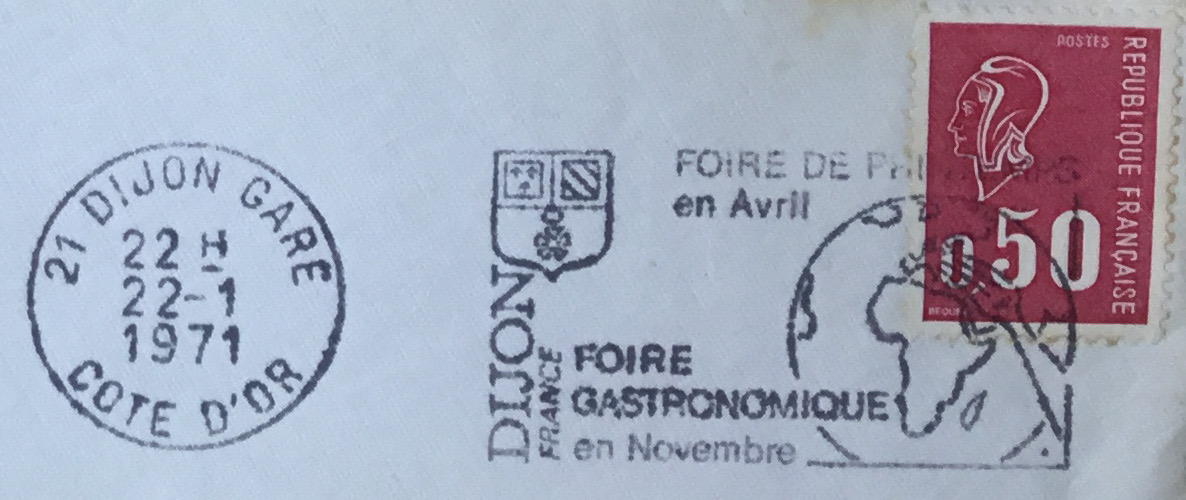 21 DIJON GARE
22 H
22-1
1971
COTE D'OR
DIJON
FRANCE
FOIRE DE PRINTEMPS
en Avril
FOIRE
GASTRONOMIQUE
en Novembre
POSTES
REPUBLIQUE FRANÇAISE
0,50